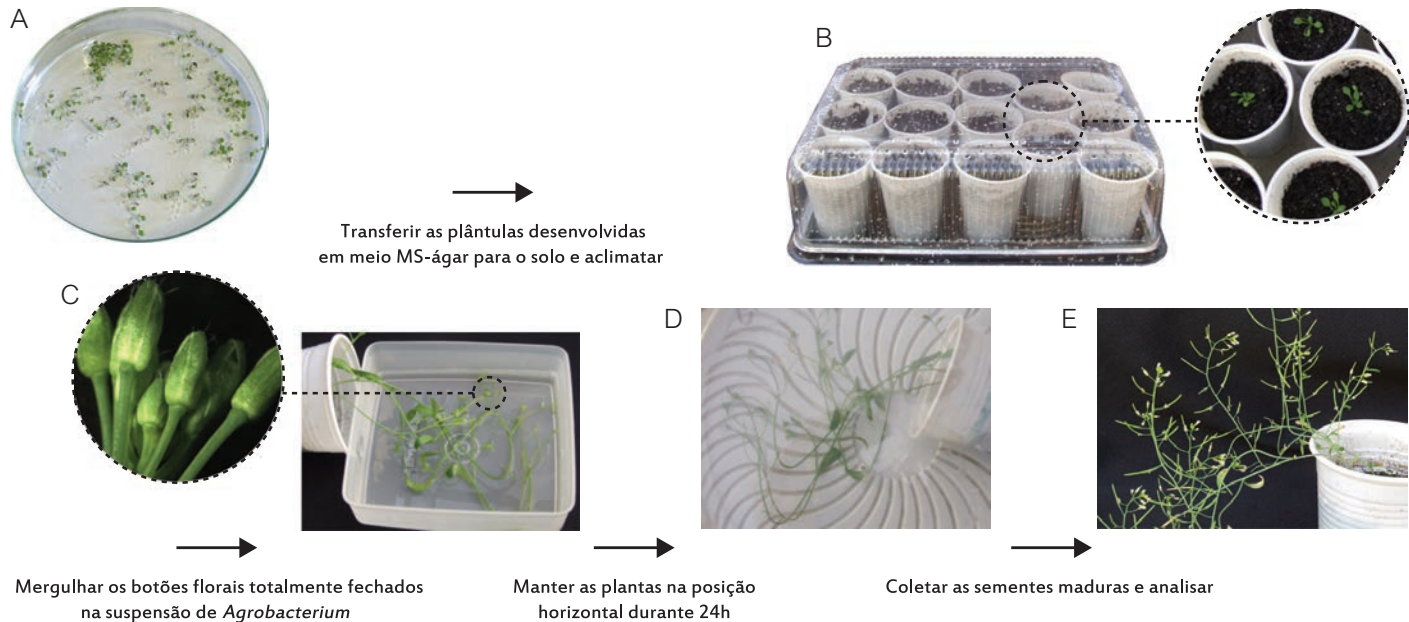 A
B
Transferir as plântulas desenvolvidas
em meio MS-ágar para o solo e aclimatar
C
D
E
Mergulhar os botões florais totalmente fechados
na suspensão de Agrobacterium
Manter as plantas na posição
horizontal durante 24h
Coletar as sementes maduras e analisar